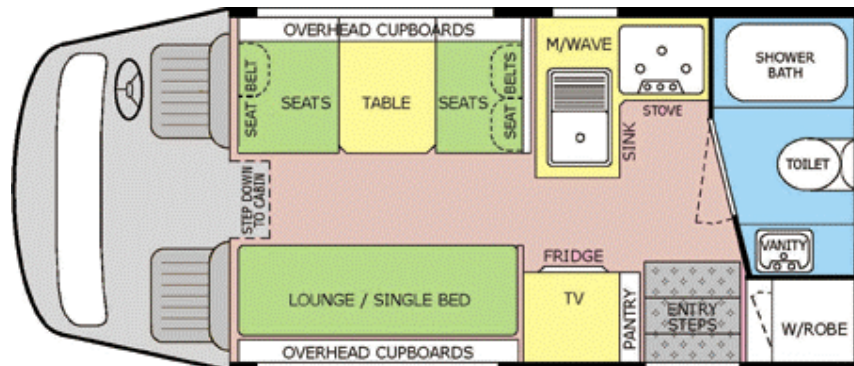 OVERHEAD CUPBOARDS
SEAT BELT
SEATS
TABLE
SEATS
SEAT BELTS
M/WAVE
STOVE
SINK
SHOWER
BATH
TOILET
VANITY
STEP DOWN
TO CABIN
LOUNGE / SINGLE BED
OVERHEAD CUPBOARDS
FRIDGE
TV
PANTRY
ENTRY
STEPS
W/ROBE